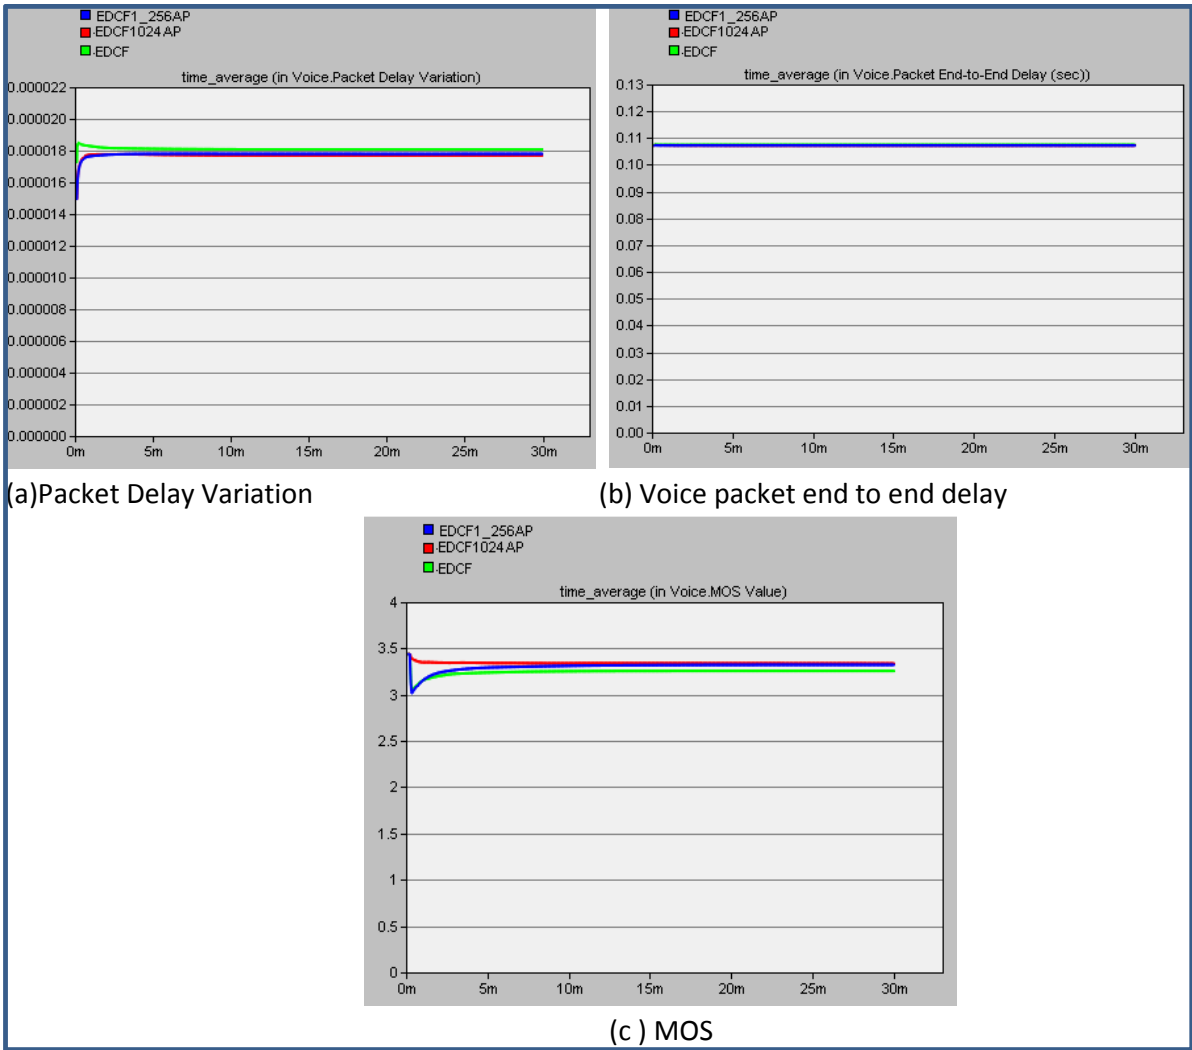 EDCF1_256AP
.EDCF1024AP
.EDCF
time_average (in Voice.Packet Delay Variation)
0.000022
0.000020
0.000018
0.000016
0.000014
0.000012
0.000010
0.000008
0.000006
0.000004
0.000002
0.000000
0m 5m 10m 15m 20m 25m 30m
(a)Packet Delay Variation
EDCF1_256AP
.EDCF1024AP
.EDCF
time_average (in Voice.Packet End-to-End Delay (sec))
0.13
0.12
0.11
0.10
0.09
0.08
0.07
0.06
0.05
0.04
0.03
0.02
0.01
0.00
0m 5m 10m 15m 20m 25m 30m
(b) Voice packet end to end delay
EDCF1_256AP
.EDCF1024AP
.EDCF
time_average (in Voice.MOS Value)
4
3.5
3
2.5
2
1.5
1
0.5
0
0m 5m 10m 15m 20m 25m 30m
(c ) MOS